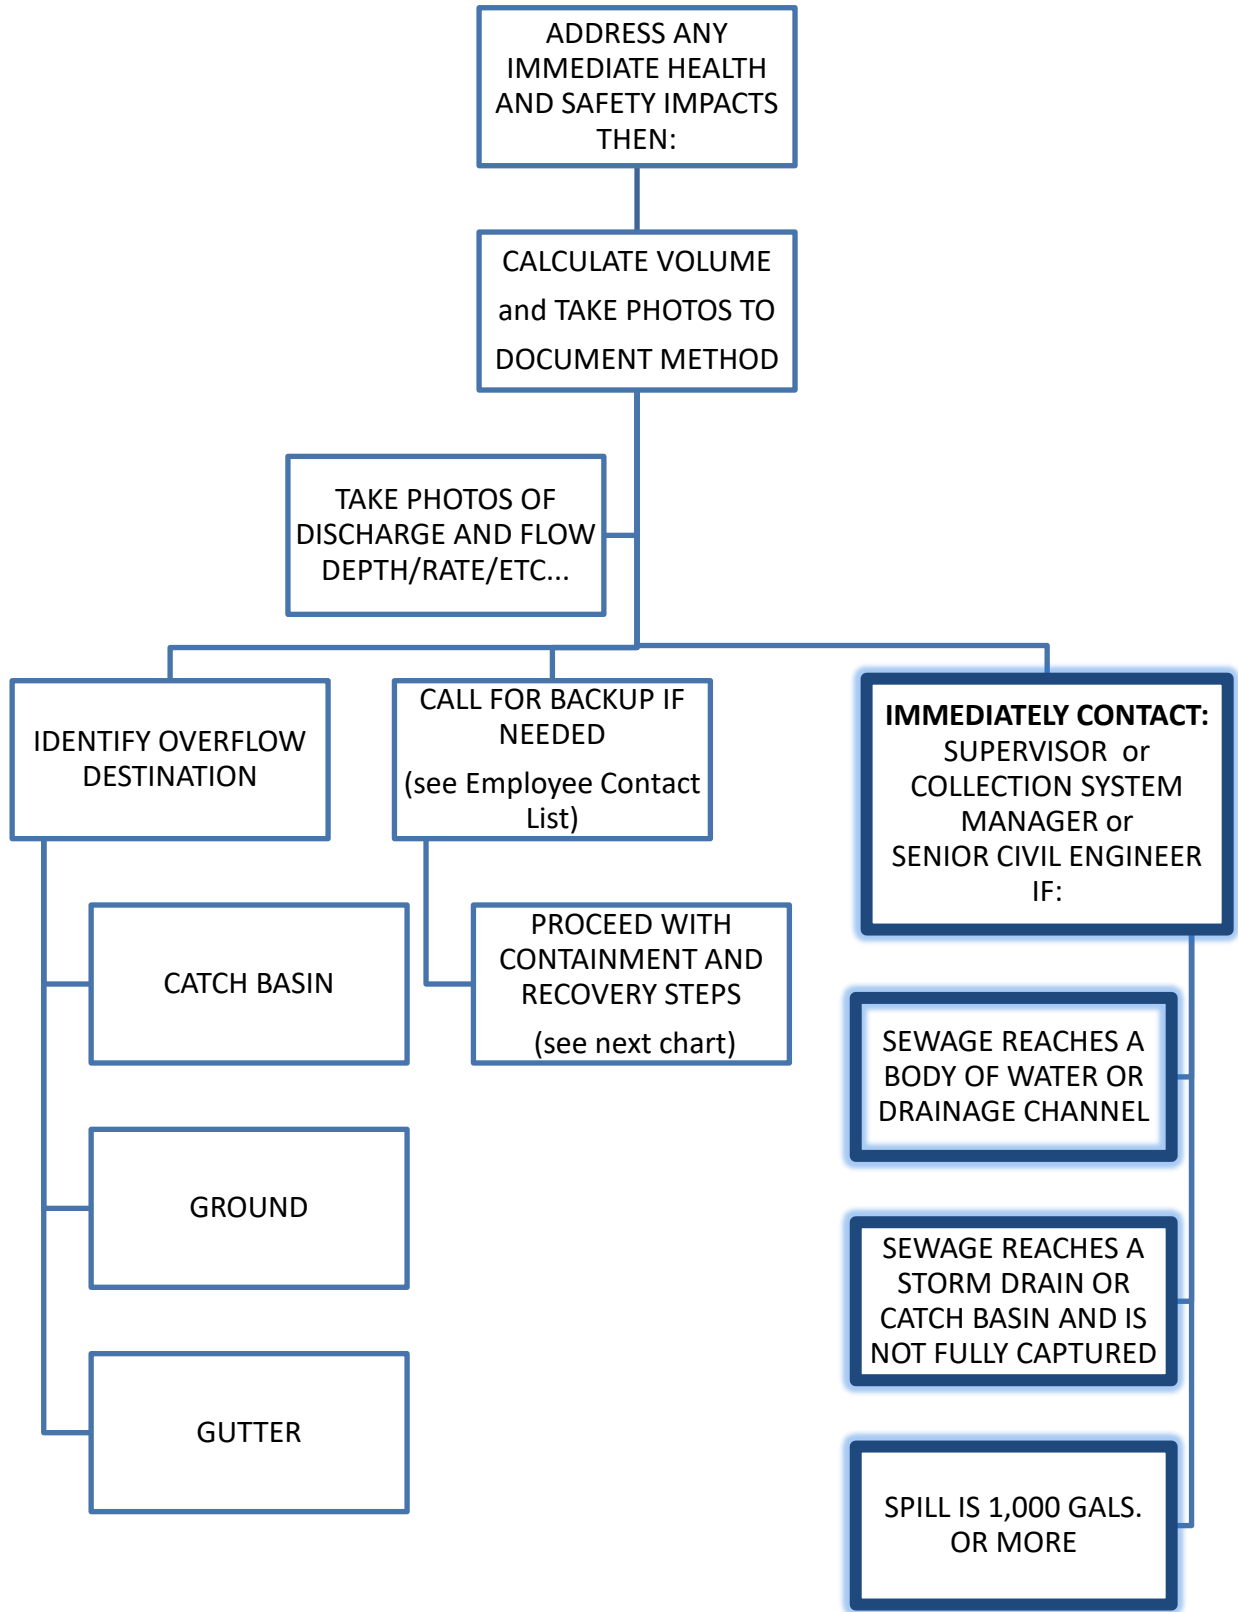 ADDRESS ANY
IMMEDIATE HEALTH
AND SAFETY IMPACTS
THEN:
CALCULATE VOLUME
and TAKE PHOTOS TO
DOCUMENT METHOD
TAKE PHOTOS OF
DISCHARGE AND FLOW
DEPTH/RATE/ETC...
IDENTIFY OVERFLOW
DESTINATION
CATCH BASIN
GROUND
GUTTER
CALL FOR BACKUP IF
NEEDED
(see Employee Contact
List)
PROCEED WITH
CONTAINMENT AND
RECOVERY STEPS
(see next chart)
IMMEDIATELY CONTACT:
SUPERVISOR or
COLLECTION SYSTEM
MANAGER or
SENIOR CIVIL ENGINEER
IF:
SEWAGE REACHES A
BODY OF WATER OR
DRAINAGE CHANNEL
SEWAGE REACHES A
STORM DRAIN OR
CATCH BASIN AND IS
NOT FULLY CAPTURED
SPILL IS 1,000 GALS.
OR MORE